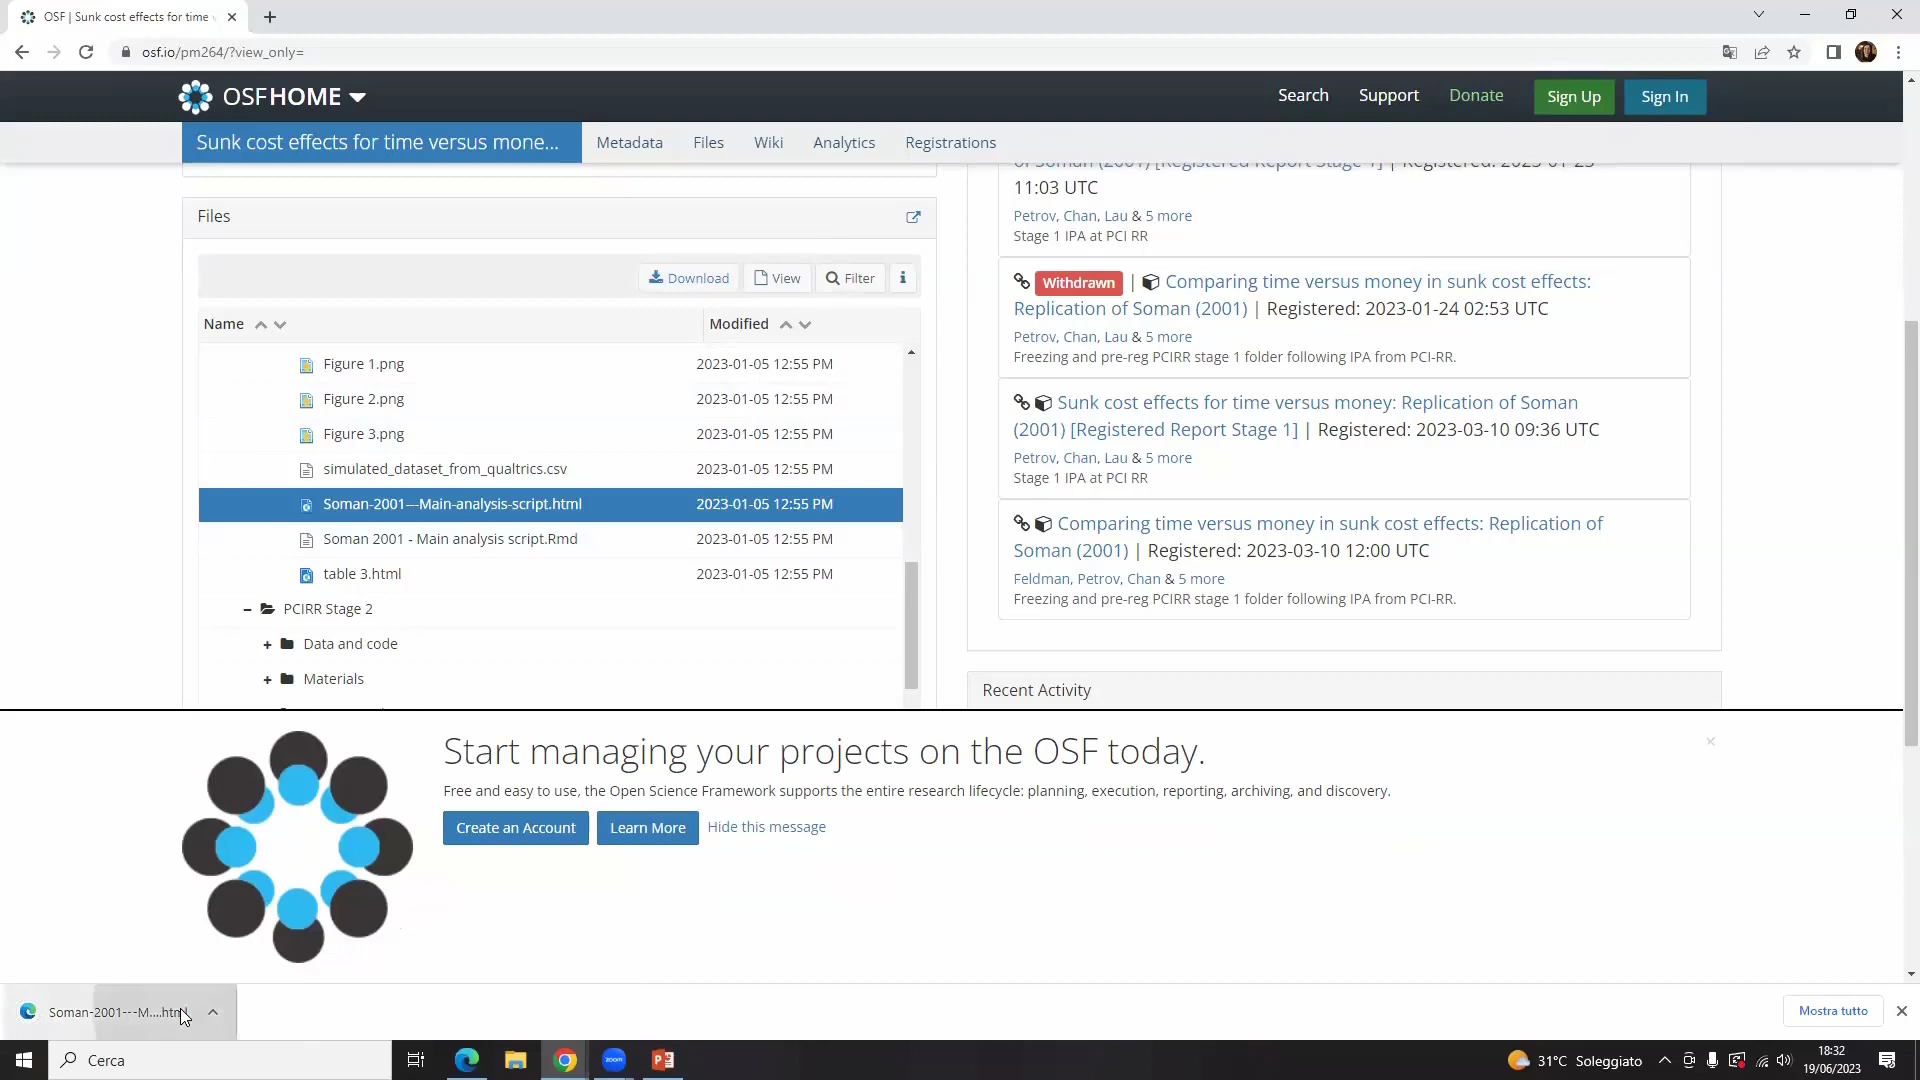 OSF | Sunk cost effects for time
osf.io/pm264/?view_only=
OSFHOME
Search
Support
Donate
Sign Up
Sign In
Sunk cost effects for time versus mone...
Metadata
Files
Wiki
Analytics
Registrations
of Soman (2001) [Registered Report Stage 1] | Registered: 2023-01-23
11:03 UTC
Petrov, Chan, Lau & 5 more
Stage 1 IPA at PCI RR
Files
Download
View
Filter
Name
Modified
Figure 1.png 2023-01-05 12:55 PM
Figure 2.png 2023-01-05 12:55 PM
Figure 3.png 2023-01-05 12:55 PM
simulated_dataset_from_qualtrics.csv 2023-01-05 12:55 PM
Soman-2001---Main-analysis-script.html 2023-01-05 12:55 PM
Soman 2001 - Main analysis script.Rmd 2023-01-05 12:55 PM
table 3.html 2023-01-05 12:55 PM
PCIRR Stage 2
Data and code
Materials
Withdrawn | Comparing time versus money in sunk cost effects:
Replication of Soman (2001) | Registered: 2023-01-24 02:53 UTC
Petrov, Chan, Lau & 5 more
Freezing and pre-reg PCIRR stage 1 folder following IPA from PCI-RR.
Sunk cost effects for time versus money: Replication of Soman
(2001) [Registered Report Stage 1] | Registered: 2023-03-10 09:36 UTC
Petrov, Chan, Lau & 5 more
Stage 1 IPA at PCI RR
Comparing time versus money in sunk cost effects: Replication of
Soman (2001) | Registered: 2023-03-10 12:00 UTC
Feldman, Petrov, Chan & 5 more
Freezing and pre-reg PCIRR stage 1 folder following IPA from PCI-RR.
Recent Activity
Start managing your projects on the OSF today.
Free and easy to use, the Open Science Framework supports the entire research lifecycle: planning, execution, reporting, archiving, and discovery.
Create an Account
Learn More
Hide this message
Soman-2001---M....html
Mostra tutto
Cerca
zoom
31°C Soleggiato
18:32
19/06/2023